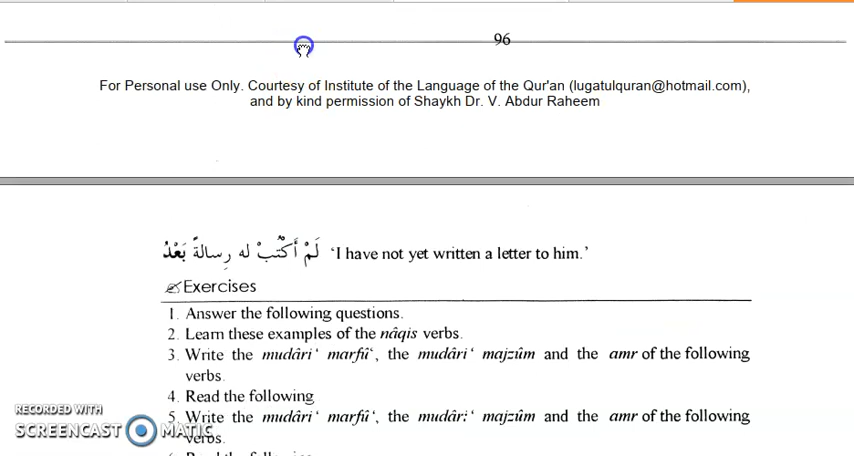 96
For Personal use Only. Courtesy of Institute of the Language of the Qur'an (lugatulquran@hotmail.com),
and by kind permission of Shaykh Dr. V. Abdur Raheem
لَمْ أَكْتُبْ له رِسالةً بَعْدُ 'I have not yet written a letter to him.'
Exercises
1. Answer the following questions.
2. Learn these examples of the nâqis verbs.
3. Write the mudâri‘ marfû‘, the mudâri‘ majzûm and the amr of the following
verbs.
4. Read the following
5. Write the mudâri‘ marfû‘, the mudâri‘ majzûm and the amr of the following
verbs.
RECORDED WITH
SCREENCAST MATIC